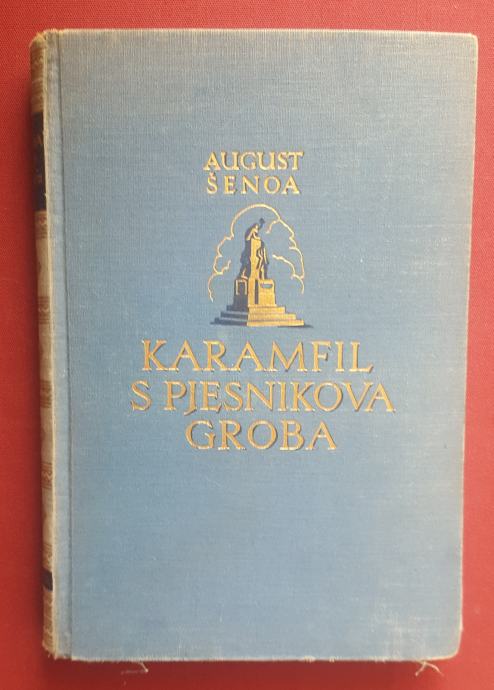 AUGUST
ŠENOA
KARAMFIL
S PJESNIKOVA
GROBA